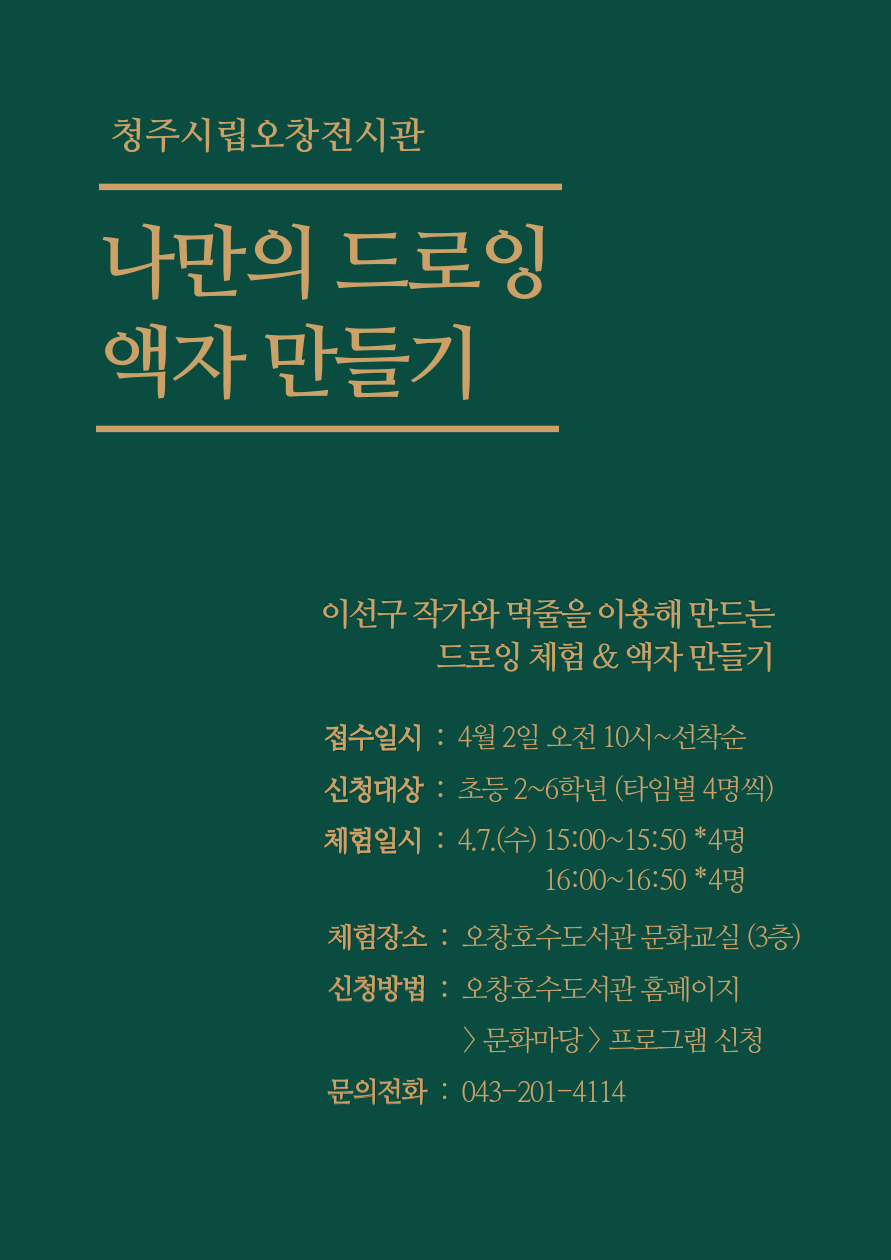 청주시립오창전시관
나만의 드로잉
액자 만들기
이선구 작가와 먹줄을 이용해 만드는
드로잉 체험 & 액자 만들기
접수일시 : 4월 2일 오전 10시~선착순
신청대상 : 초등 2~6학년 (타임별 4명씩)
체험일시 : 4.7.(수) 15:00~15:50 *4명
16:00~16:50 *4명
체험장소 : 오창호수도서관 문화교실 (3층)
신청방법 : 오창호수도서관 홈페이지
> 문화마당 > 프로그램 신청
문의전화 : 043-201-4114